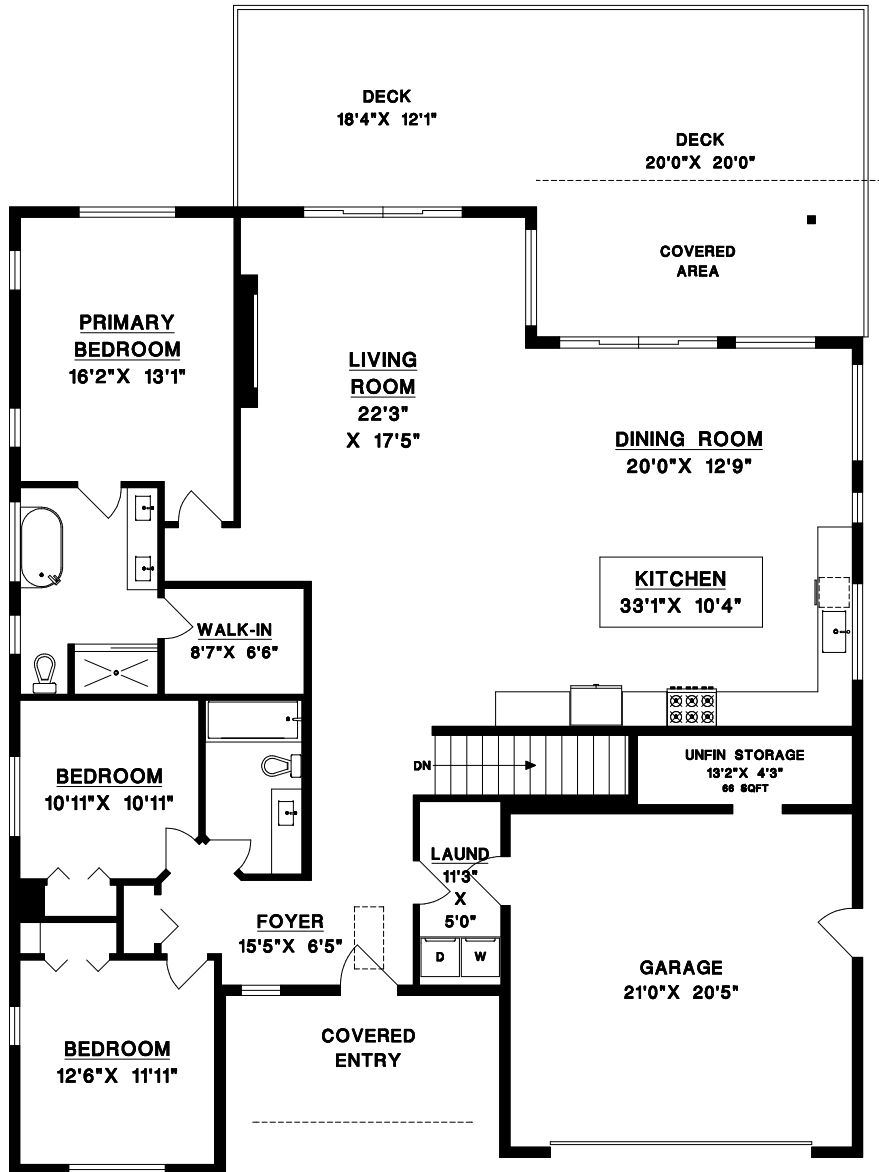 DECK
18'4"X 12'1"
DECK
20'0"X 20'0"
COVERED
AREA
PRIMARY
BEDROOM
16'2"X 13'1"
LIVING
ROOM
22'3"
X 17'5"
DINING ROOM
20'0"X 12'9"
KITCHEN
33'1"X 10'4"
WALK-IN
8'7"X 6'6"
BEDROOM
10'11"X 10'11"
DN
UNFIN STORAGE
13'2"X 4'3"
66 SQFT
LAUND
11'3"
X
5'0"
D
W
FOYER
15'5"X 6'5"
GARAGE
21'0"X 20'5"
BEDROOM
12'6"X 11'11"
COVERED
ENTRY